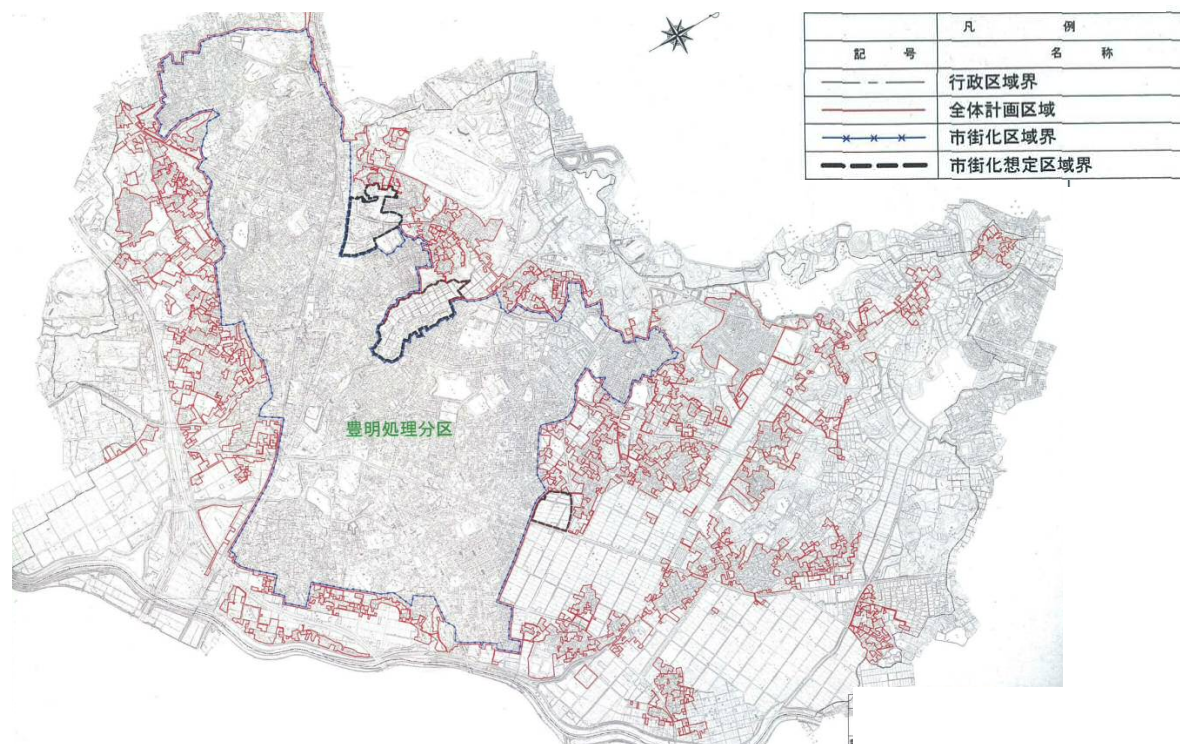 凡 例
記 号 名 称
行政区域界
全体計画区域
市街化区域界
市街化想定区域界
豊明処理分区